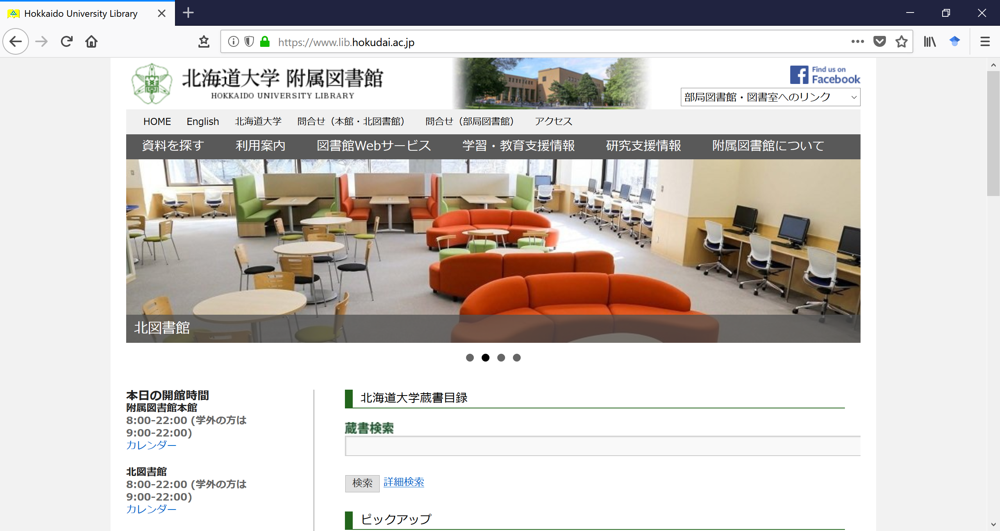 Hokkaido University Library
https://www.lib.hokudai.ac.jp
北海道大学 附属図書館
HOKKAIDO UNIVERSITY LIBRARY
Find us on
Facebook
部局図書館・図書室へのリンク
HOME English 北海道大学 問合せ（本館・北図書館） 問合せ（部局図書館） アクセス
資料を探す 利用案内 図書館Webサービス 学習・教育支援情報 研究支援情報 附属図書館について
北図書館
本日の開館時間
附属図書館本館
8:00-22:00 (学外の方は
9:00-22:00)
カレンダー
北図書館
8:00-22:00 (学外の方は
9:00-22:00)
カレンダー
北海道大学蔵書目録
蔵書検索
検索 詳細検索
ピックアップ